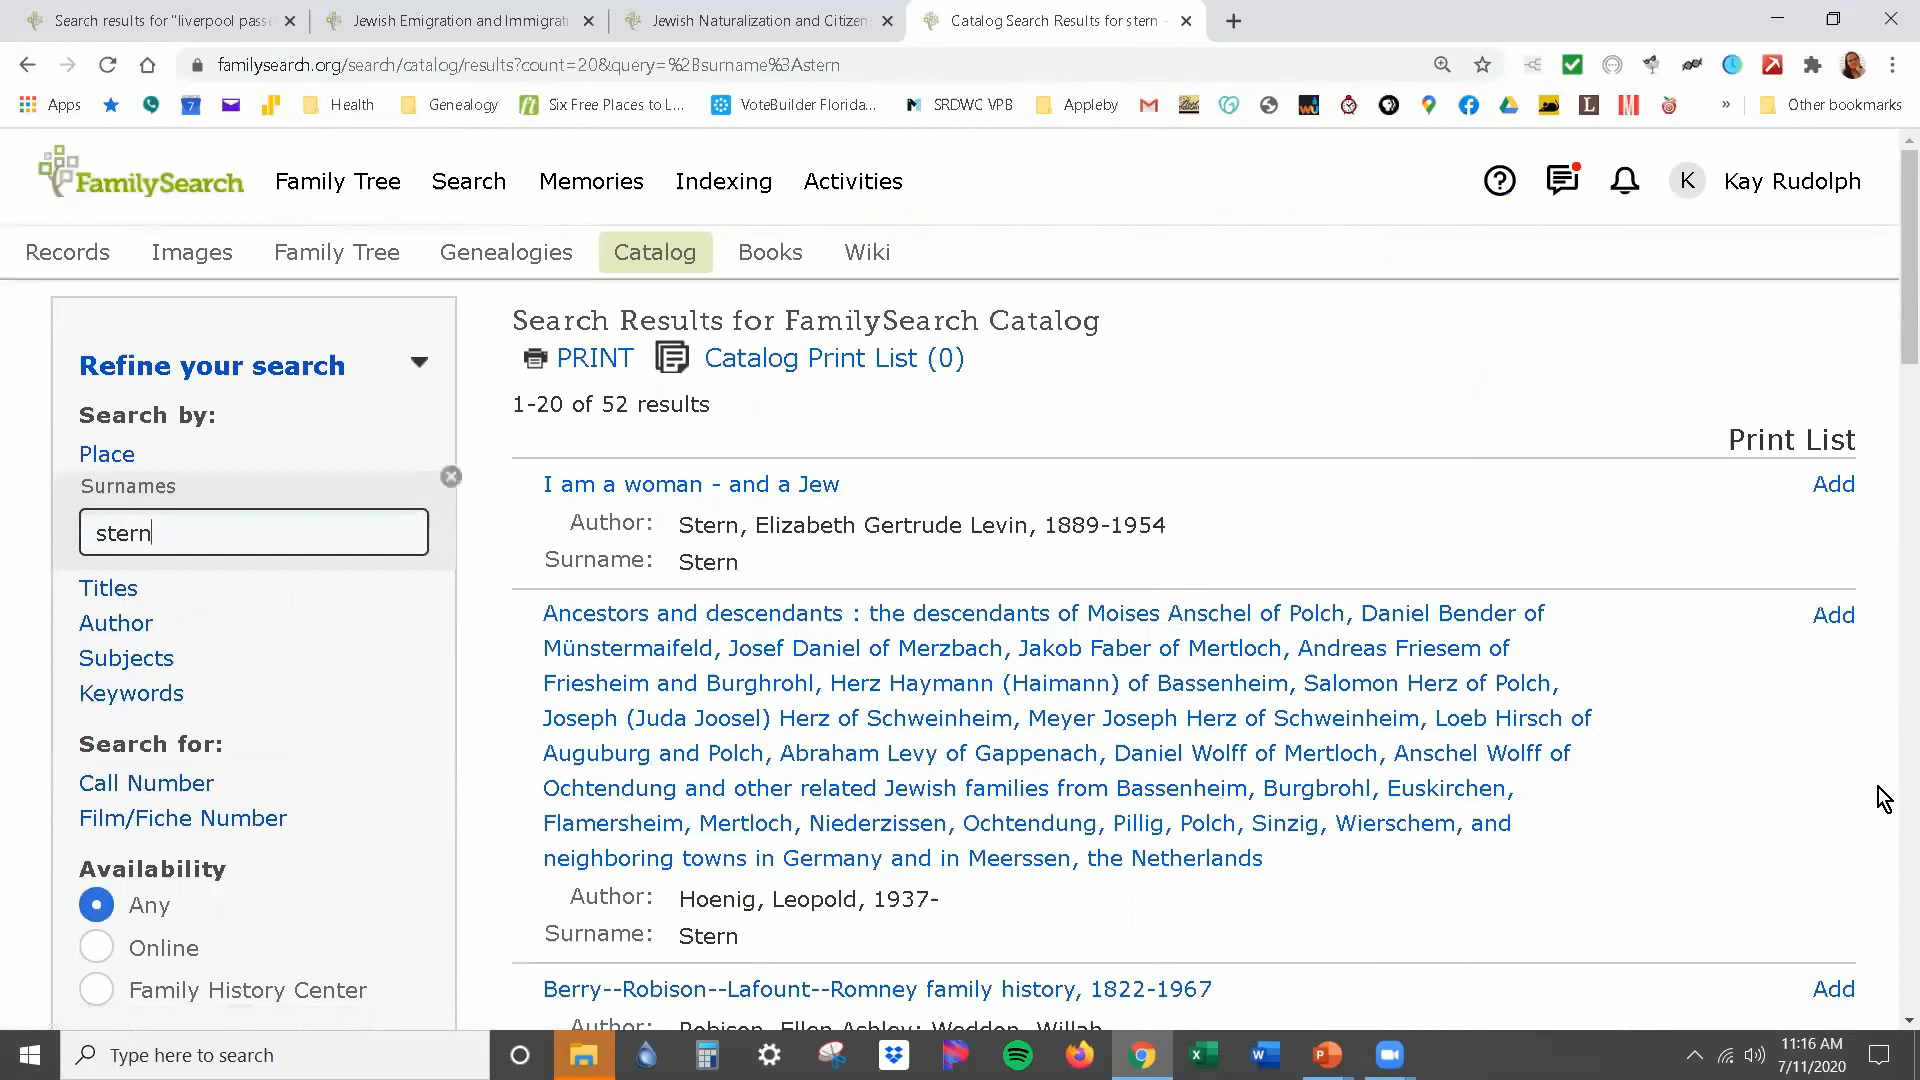 Search results for "liverpool pass
Jewish Emigration and Immigrat
Jewish Naturalization and Citizen
Catalog Search Results for stern -
familysearch.org/search/catalog/results?count=20&query=%2Bsurname%3Astern
Apps
Health
Genealogy
Six Free Places to L...
VoteBuilder Florida...
SRDWC VPB
Appleby
»
Other bookmarks
FamilySearch
Family Tree
Search
Memories
Indexing
Activities
K
Kay Rudolph
Records
Images
Family Tree
Genealogies
Catalog
Books
Wiki
Refine your search
Search by:
Place
Surnames
stern
Titles
Author
Subjects
Keywords
Search for:
Call Number
Film/Fiche Number
Availability
Any
Online
Family History Center
Search Results for FamilySearch Catalog
PRINT
Catalog Print List (0)
1-20 of 52 results
Print List
I am a woman - and a Jew
Add
Author: Stern, Elizabeth Gertrude Levin, 1889-1954
Surname: Stern
Ancestors and descendants : the descendants of Moises Anschel of Polch, Daniel Bender of
Add
Münstermaifeld, Josef Daniel of Merzbach, Jakob Faber of Mertloch, Andreas Friesem of
Friesheim and Burghrohl, Herz Haymann (Haimann) of Bassenheim, Salomon Herz of Polch,
Joseph (Juda Joosel) Herz of Schweinheim, Meyer Joseph Herz of Schweinheim, Loeb Hirsch of
Auguburg and Polch, Abraham Levy of Gappenach, Daniel Wolff of Mertloch, Anschel Wolff of
Ochtendung and other related Jewish families from Bassenheim, Burgbrohl, Euskirchen,
Flamersheim, Mertloch, Niederzissen, Ochtendung, Pillig, Polch, Sinzig, Wierschem, and
neighboring towns in Germany and in Meerssen, the Netherlands
Author: Hoenig, Leopold, 1937-
Surname: Stern
Berry--Robison--Lafount--Romney family history, 1822-1967
Add
Author: Robison, Ellen Ashley; Weddon, Willah
Type here to search
11:16 AM
7/11/2020